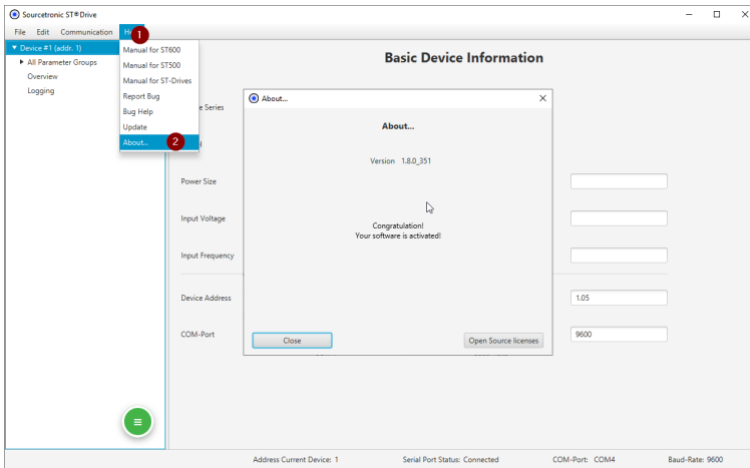 Sourcetronic ST®Drive
File Edit Communication
1
Device #1 (addr. 1)
All Parameter Groups
Overview
Logging
Manual for ST600
Manual for ST500
Manual for ST-Drives
Report Bug
Bug Help
Update
About...
2
Basic Device Information
Series
Power Size
Input Voltage
Input Frequency
Device Address
1.05
COM-Port
9600
About...
About...
Version 1.8.0_351
Congratulation!
Your software is activated!
Close
Open Source licenses
Address Current Device: 1
Serial Port Status: Connected
COM-Port: COM4
Baud-Rate: 9600